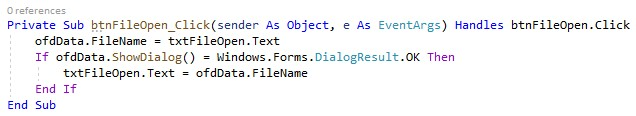 0 references
Private Sub btnFileOpen_Click(sender As Object, e As EventArgs) Handles btnFileOpen.Click
ofdData.FileName = txtFileOpen.Text
If ofdData.ShowDialog() = Windows.Forms.DialogResult.OK Then
txtFileOpen.Text = ofdData.FileName
End If
End Sub